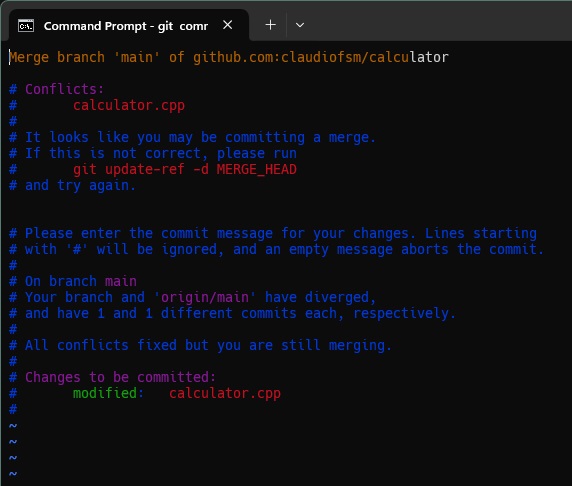 Command Prompt - git comr
Merge branch 'main' of github.com:claudiofsm/calculator
# Conflicts:
#       calculator.cpp
#
# It looks like you may be committing a merge.
# If this is not correct, please run
#       git update-ref -d MERGE_HEAD
# and try again.
# Please enter the commit message for your changes. Lines starting
# with '#' will be ignored, and an empty message aborts the commit.
#
# On branch main
# Your branch and 'origin/main' have diverged,
# and have 1 and 1 different commits each, respectively.
#
# All conflicts fixed but you are still merging.
#
# Changes to be committed:
#       modified:   calculator.cpp
#
~
~
~
~